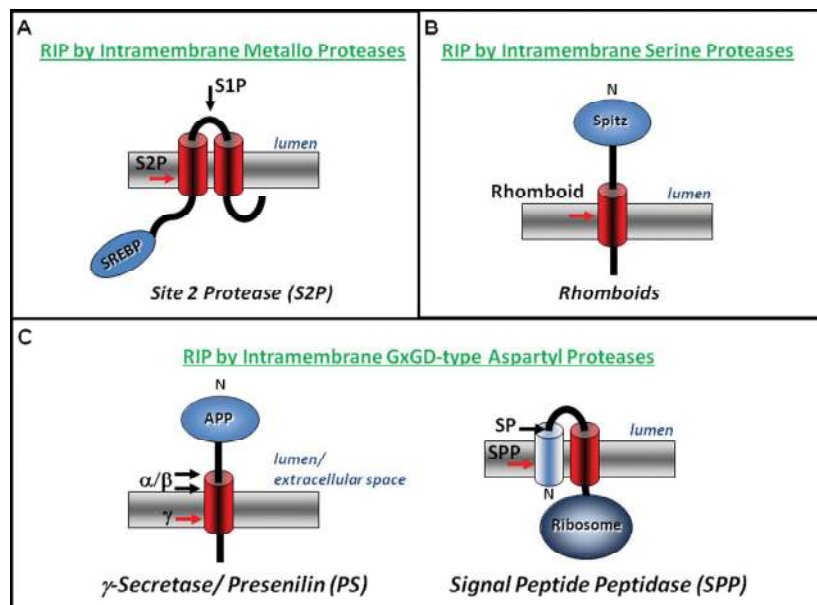 A
RIP by Intramembrane Metallo Proteases
S1P
lumen
S2P
SREBP
Site 2 Protease (S2P)
B
RIP by Intramembrane Serine Proteases
N
Spitz
Rhomboid
lumen
Rhomboids
C
RIP by Intramembrane GxGD-type Aspartyl Proteases
N
APP
lumen/
extracellular space
α/β
γ
γ-Secretase/ Presenilin (PS)
SP
lumen
SPP
N
Ribosome
Signal Peptide Peptidase (SPP)